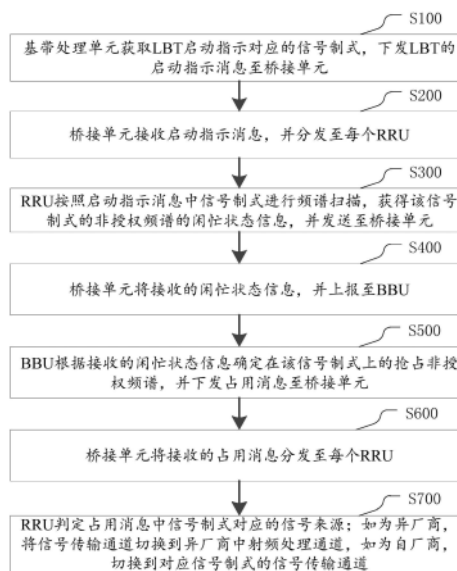 S100
基带处理单元获取LBT启动指示对应的信号制式，下发LBT的
启动指示消息至桥接单元
S200
桥接单元接收启动指示消息，并分发至每个RRU
S300
RRU按照启动指示消息中信号制式进行频谱扫描，获得该信号
制式的非授权频谱的闲忙状态信息，并发送至桥接单元
S400
桥接单元将接收的闲忙状态信息，并上报至BBU
S500
BBU根据接收的闲忙状态信息确定在该信号制式上的抢占非授
权频谱，并下发占用消息至桥接单元
S600
桥接单元将接收的占用消息分发至每个RRU
S700
RRU判定占用消息中信号制式对应的信号来源；如为异厂商，
将信号传输通道切换到异厂商中射频处理通道，如为自厂商，
切换到对应信号制式的信号传输通道